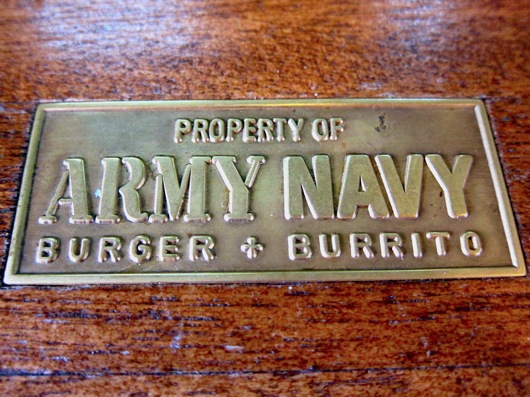 PROPERTY OF
ARMY NAVY
BURGER * BURRITO